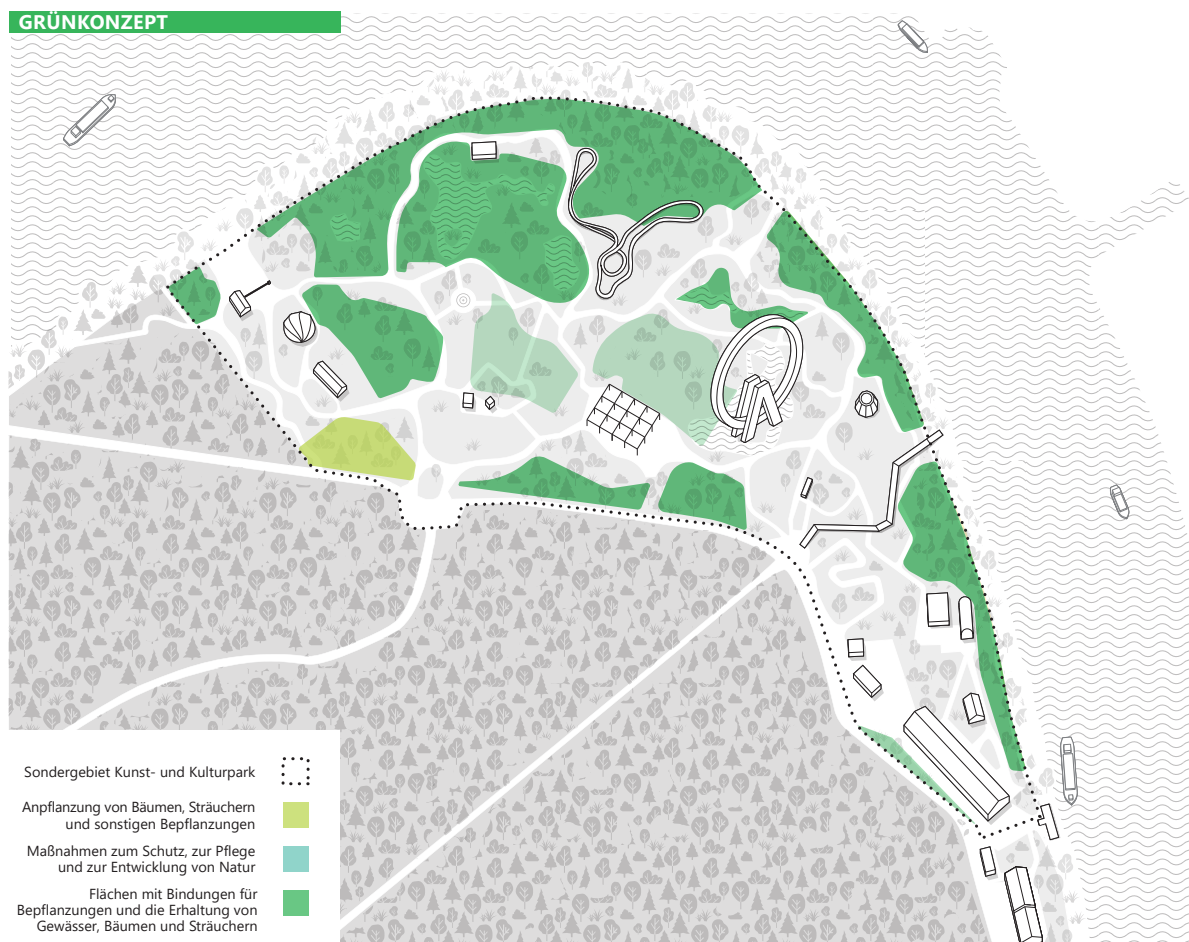 GRÜNKONZEPT
Sondergebiet Kunst- und Kulturpark
Anpflanzung von Bäumen, Sträuchern
und sonstigen Bepflanzungen
Maßnahmen zum Schutz, zur Pflege
und zur Entwicklung von Natur
Flächen mit Bindungen für
Bepflanzungen und die Erhaltung von
Gewässer, Bäumen und Sträuchern